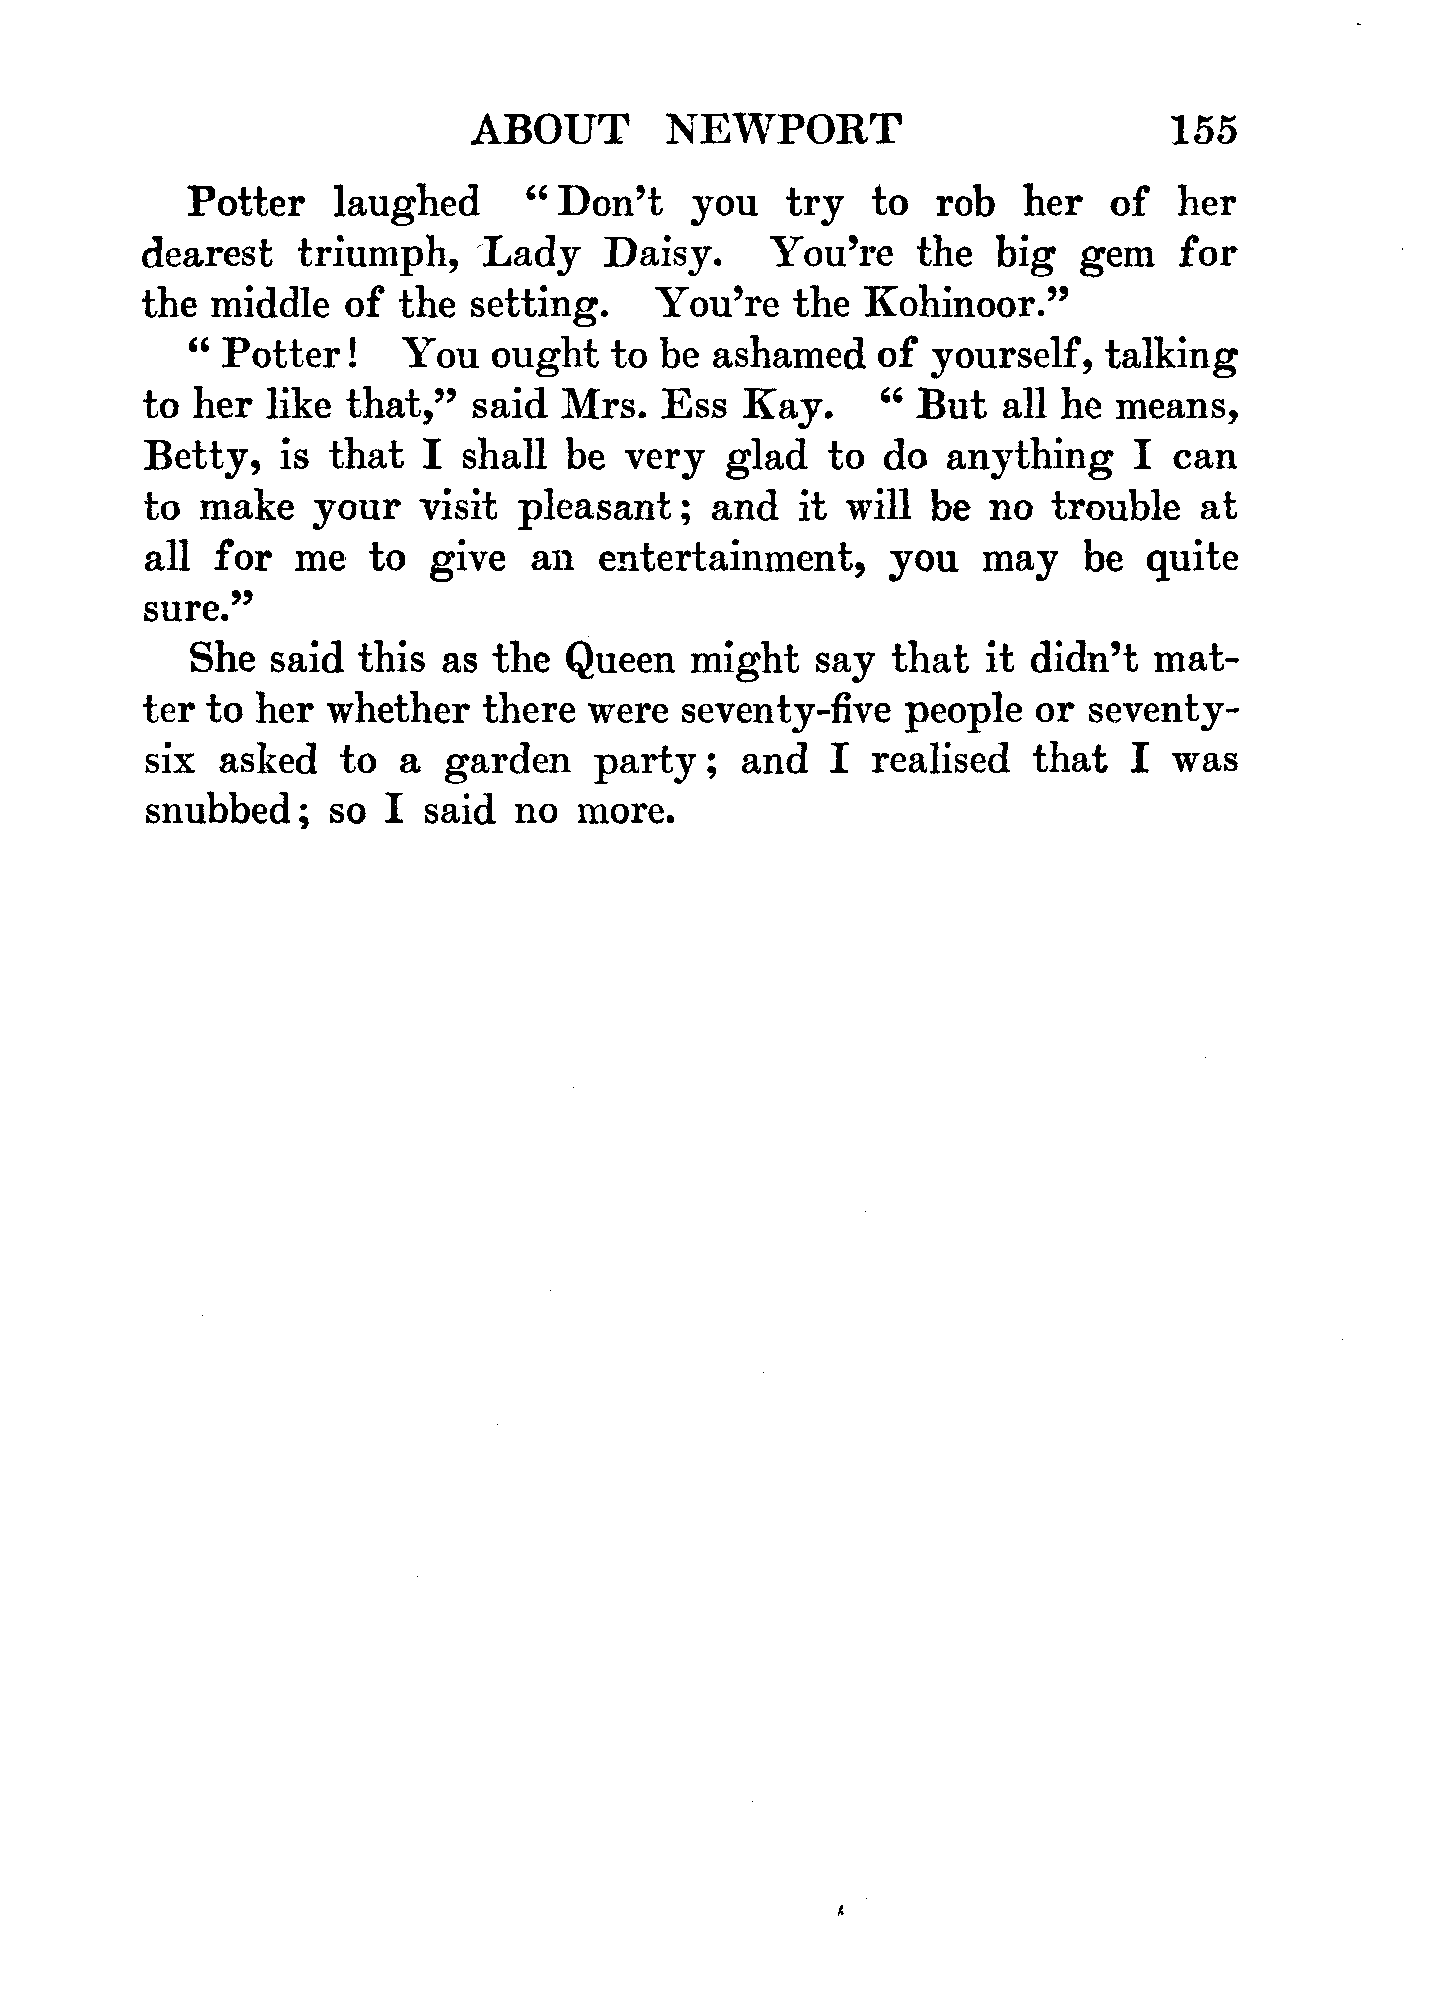 ABOUT NEWPORT 155
Potter laughed "Don't you try to rob her of her
dearest triumph, Lady Daisy. You're the big gem for
the middle of the setting. You're the Kohinoor."
"Potter! You ought to be ashamed of yourself, talking
to her like that," said Mrs. Ess Kay. "But all he means,
Betty, is that I shall be very glad to do anything I can
to make your visit pleasant; and it will be no trouble at
all for me to give an entertainment, you may be quite
sure."
She said this as the Queen might say that it didn't mat-
ter to her whether there were seventy-five people or seventy-
six asked to a garden party; and I realised that I was
snubbed; so I said no more.